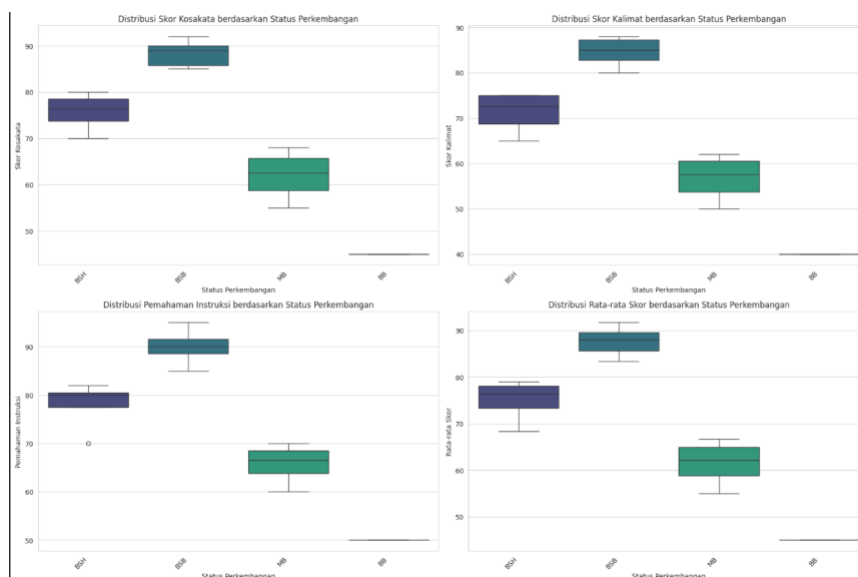 Distribusi Skor Kosakata berdasarkan Status Perkembangan
Skor Kosakata
90
80
70
60
50
BSH
BSB
MB
BB
Status Perkembangan
Distribusi Skor Kalimat berdasarkan Status Perkembangan
Skor Kalimat
90
80
70
60
50
40
BSH
BSB
MB
BB
Status Perkembangan
Distribusi Pemahaman Instruksi berdasarkan Status Perkembangan
Pemahaman Instruksi
90
80
70
60
50
BSH
BSB
MB
BB
Status Perkembangan
Distribusi Rata-rata Skor berdasarkan Status Perkembangan
Rata-rata Skor
90
80
70
60
50
BSH
BSB
MB
BB
Status Perkembangan